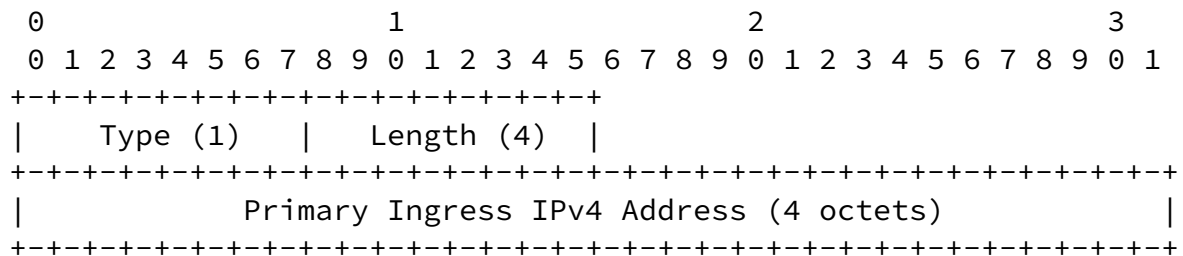 0                   1                   2                   3
 0 1 2 3 4 5 6 7 8 9 0 1 2 3 4 5 6 7 8 9 0 1 2 3 4 5 6 7 8 9 0 1
+-+-+-+-+-+-+-+-+-+-+-+-+-+-+-+-+
|    Type (1)   |   Length (4)  |
+-+-+-+-+-+-+-+-+-+-+-+-+-+-+-+-+-+-+-+-+-+-+-+-+-+-+-+-+-+-+-+-+
|            Primary Ingress IPv4 Address (4 octets)            |
+-+-+-+-+-+-+-+-+-+-+-+-+-+-+-+-+-+-+-+-+-+-+-+-+-+-+-+-+-+-+-+-+